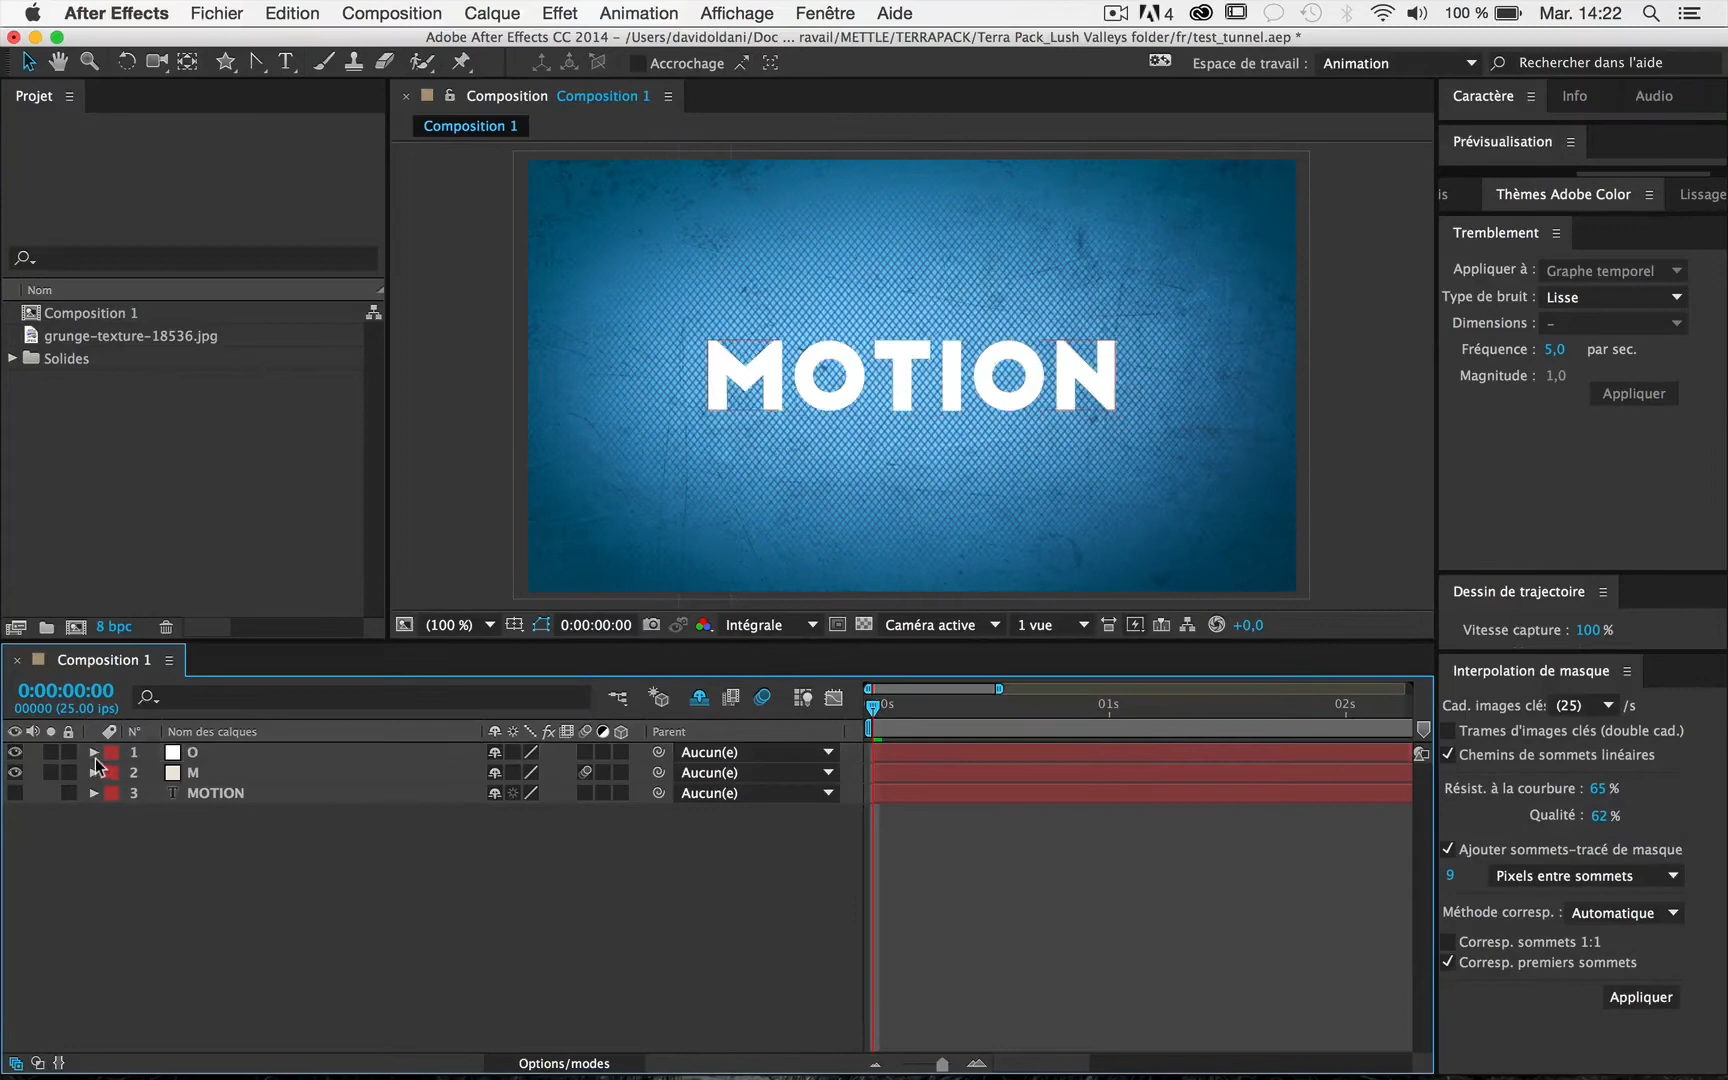 After Effects Fichier Edition Composition Calque Effet Animation Affichage Fenêtre Aide 4 100 % Mar. 14:22
Adobe After Effects CC 2014 - /Users/davidoldani/Doc ... ravail/METTLE/TERRAPACK/Terra Pack_Lush Valleys folder/fr/test_tunnel.aep *
Accrochage Espace de travail : Animation Rechercher dans l'aide
Projet
Composition Composition 1
Caractère Info Audio
Composition 1
Prévisualisation
is Thèmes Adobe Color Lissage
Tremblement
Appliquer à : Graphe temporel
Type de bruit : Lisse
Dimensions : –
Fréquence : 5,0 par sec.
Magnitude : 1,0
Appliquer
Nom
Composition 1
grunge-texture-18536.jpg
Solides
MOTION
8 bpc
(100 %) 0:00:00:00 Intégrale Caméra active 1 vue +0,0
Dessin de trajectoire
Vitesse capture : 100 %
Composition 1
0:00:00:00
00000 (25.00 ips)
0s 01s 02s
N° Nom des calques fx Parent
1 O Aucun(e)
2 M Aucun(e)
3 T MOTION Aucun(e)
Options/modes
Interpolation de masque
Cad. images clés : (25) /s
Trames d'images clés (double cad.)
Chemins de sommets linéaires
Résist. à la courbure : 65 %
Qualité : 62 %
Ajouter sommets-tracé de masque
9 Pixels entre sommets
Méthode corresp. : Automatique
Corresp. sommets 1:1
Corresp. premiers sommets
Appliquer